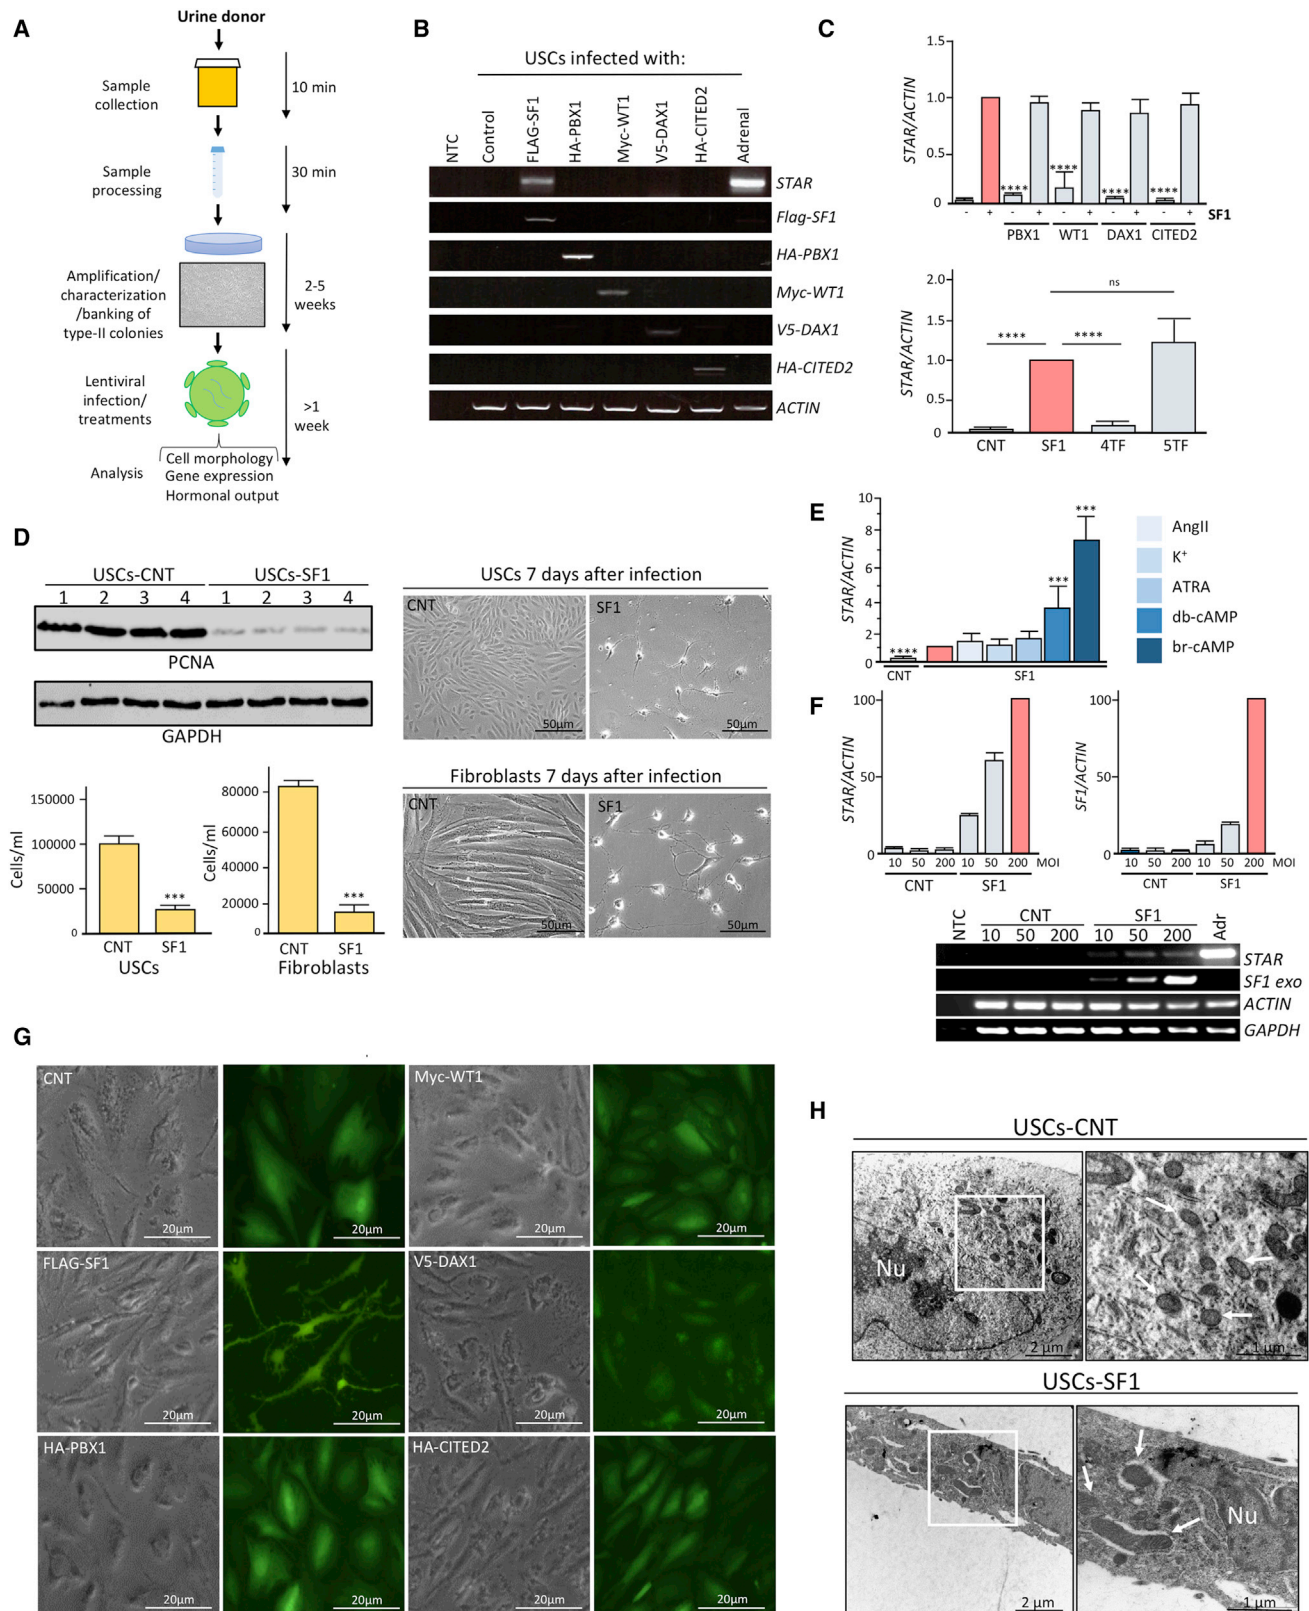 A
Urine donor
Sample
collection
10 min
Sample
processing
30 min
Amplification/
characterization
/banking of
type-II colonies
2-5
weeks
Lentiviral
infection/
treatments
>1
week
Analysis
Cell morphology
Gene expression
Hormonal output
B
USCs infected with:
NTC
Control
FLAG-SF1
HA-PBX1
Myc-WT1
V5-DAX1
HA-CITED2
Adrenal
STAR
Flag-SF1
HA-PBX1
Myc-WT1
V5-DAX1
HA-CITED2
ACTIN
C
STAR/ACTIN
1.5
1.0
0.5
0
**** **** **** ****
- + - + - + - + - + SF1
PBX1 WT1 DAX1 CITED2
STAR/ACTIN
2.0
1.5
1.0
0.5
0
ns
**** ****
CNT SF1 4TF 5TF
D
USCs-CNT USCs-SF1
1 2 3 4 1 2 3 4
PCNA
GAPDH
USCs 7 days after infection
CNT SF1
50µm 50µm
Fibroblasts 7 days after infection
CNT SF1
50µm 50µm
Cells/ml
150000
100000
50000
0
***
CNT SF1
USCs
Cells/ml
80000
60000
40000
20000
0
***
CNT SF1
Fibroblasts
E
STAR/ACTIN
10
8
6
4
2
0
**** *** ***
CNT SF1
AngII
K+
ATRA
db-cAMP
br-cAMP
F
STAR/ACTIN
100
50
0
10 50 200 10 50 200 MOI
CNT SF1
SF1/ACTIN
100
50
0
10 50 200 10 50 200 MOI
CNT SF1
NTC CNT SF1 Adr
10 50 200 10 50 200
STAR
SF1 exo
ACTIN
GAPDH
G
CNT Myc-WT1
20µm 20µm 20µm 20µm
FLAG-SF1 V5-DAX1
20µm 20µm 20µm 20µm
HA-PBX1 HA-CITED2
20µm 20µm 20µm 20µm
H
USCs-CNT
Nu
2 µm 1 µm
USCs-SF1
Nu
2 µm 1 µm